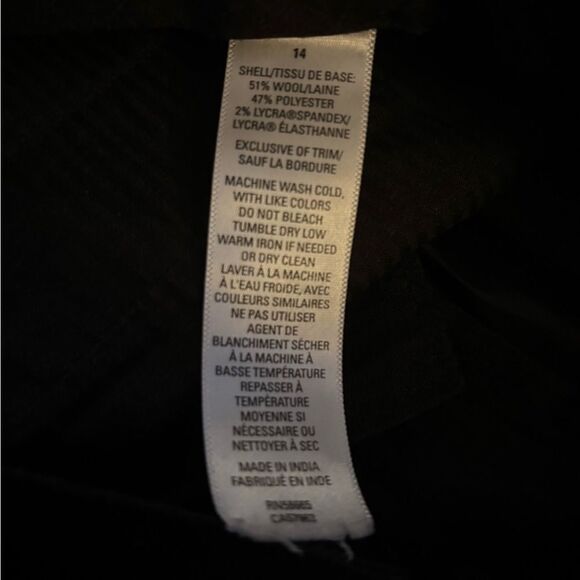 14
SHELL/TISSU DE BASE:
51% WOOL/LAINE
47% POLYESTER
2% LYCRA®SPANDEX/
LYCRA® ÉLASTHANNE
EXCLUSIVE OF TRIM/
SAUF LA BORDURE
MACHINE WASH COLD,
WITH LIKE COLORS
DO NOT BLEACH
TUMBLE DRY LOW
WARM IRON IF NEEDED
OR DRY CLEAN
LAVER À LA MACHINE
À L'EAU FROIDE, AVEC
COULEURS SIMILAIRES
NE PAS UTILISER
AGENT DE
BLANCHIMENT SÉCHER
À LA MACHINE À
BASSE TEMPÉRATURE
REPASSER À
TEMPÉRATURE
MOYENNE SI
NÉCESSAIRE OU
NETTOYER À SEC
MADE IN INDIA
FABRIQUÉ EN INDE